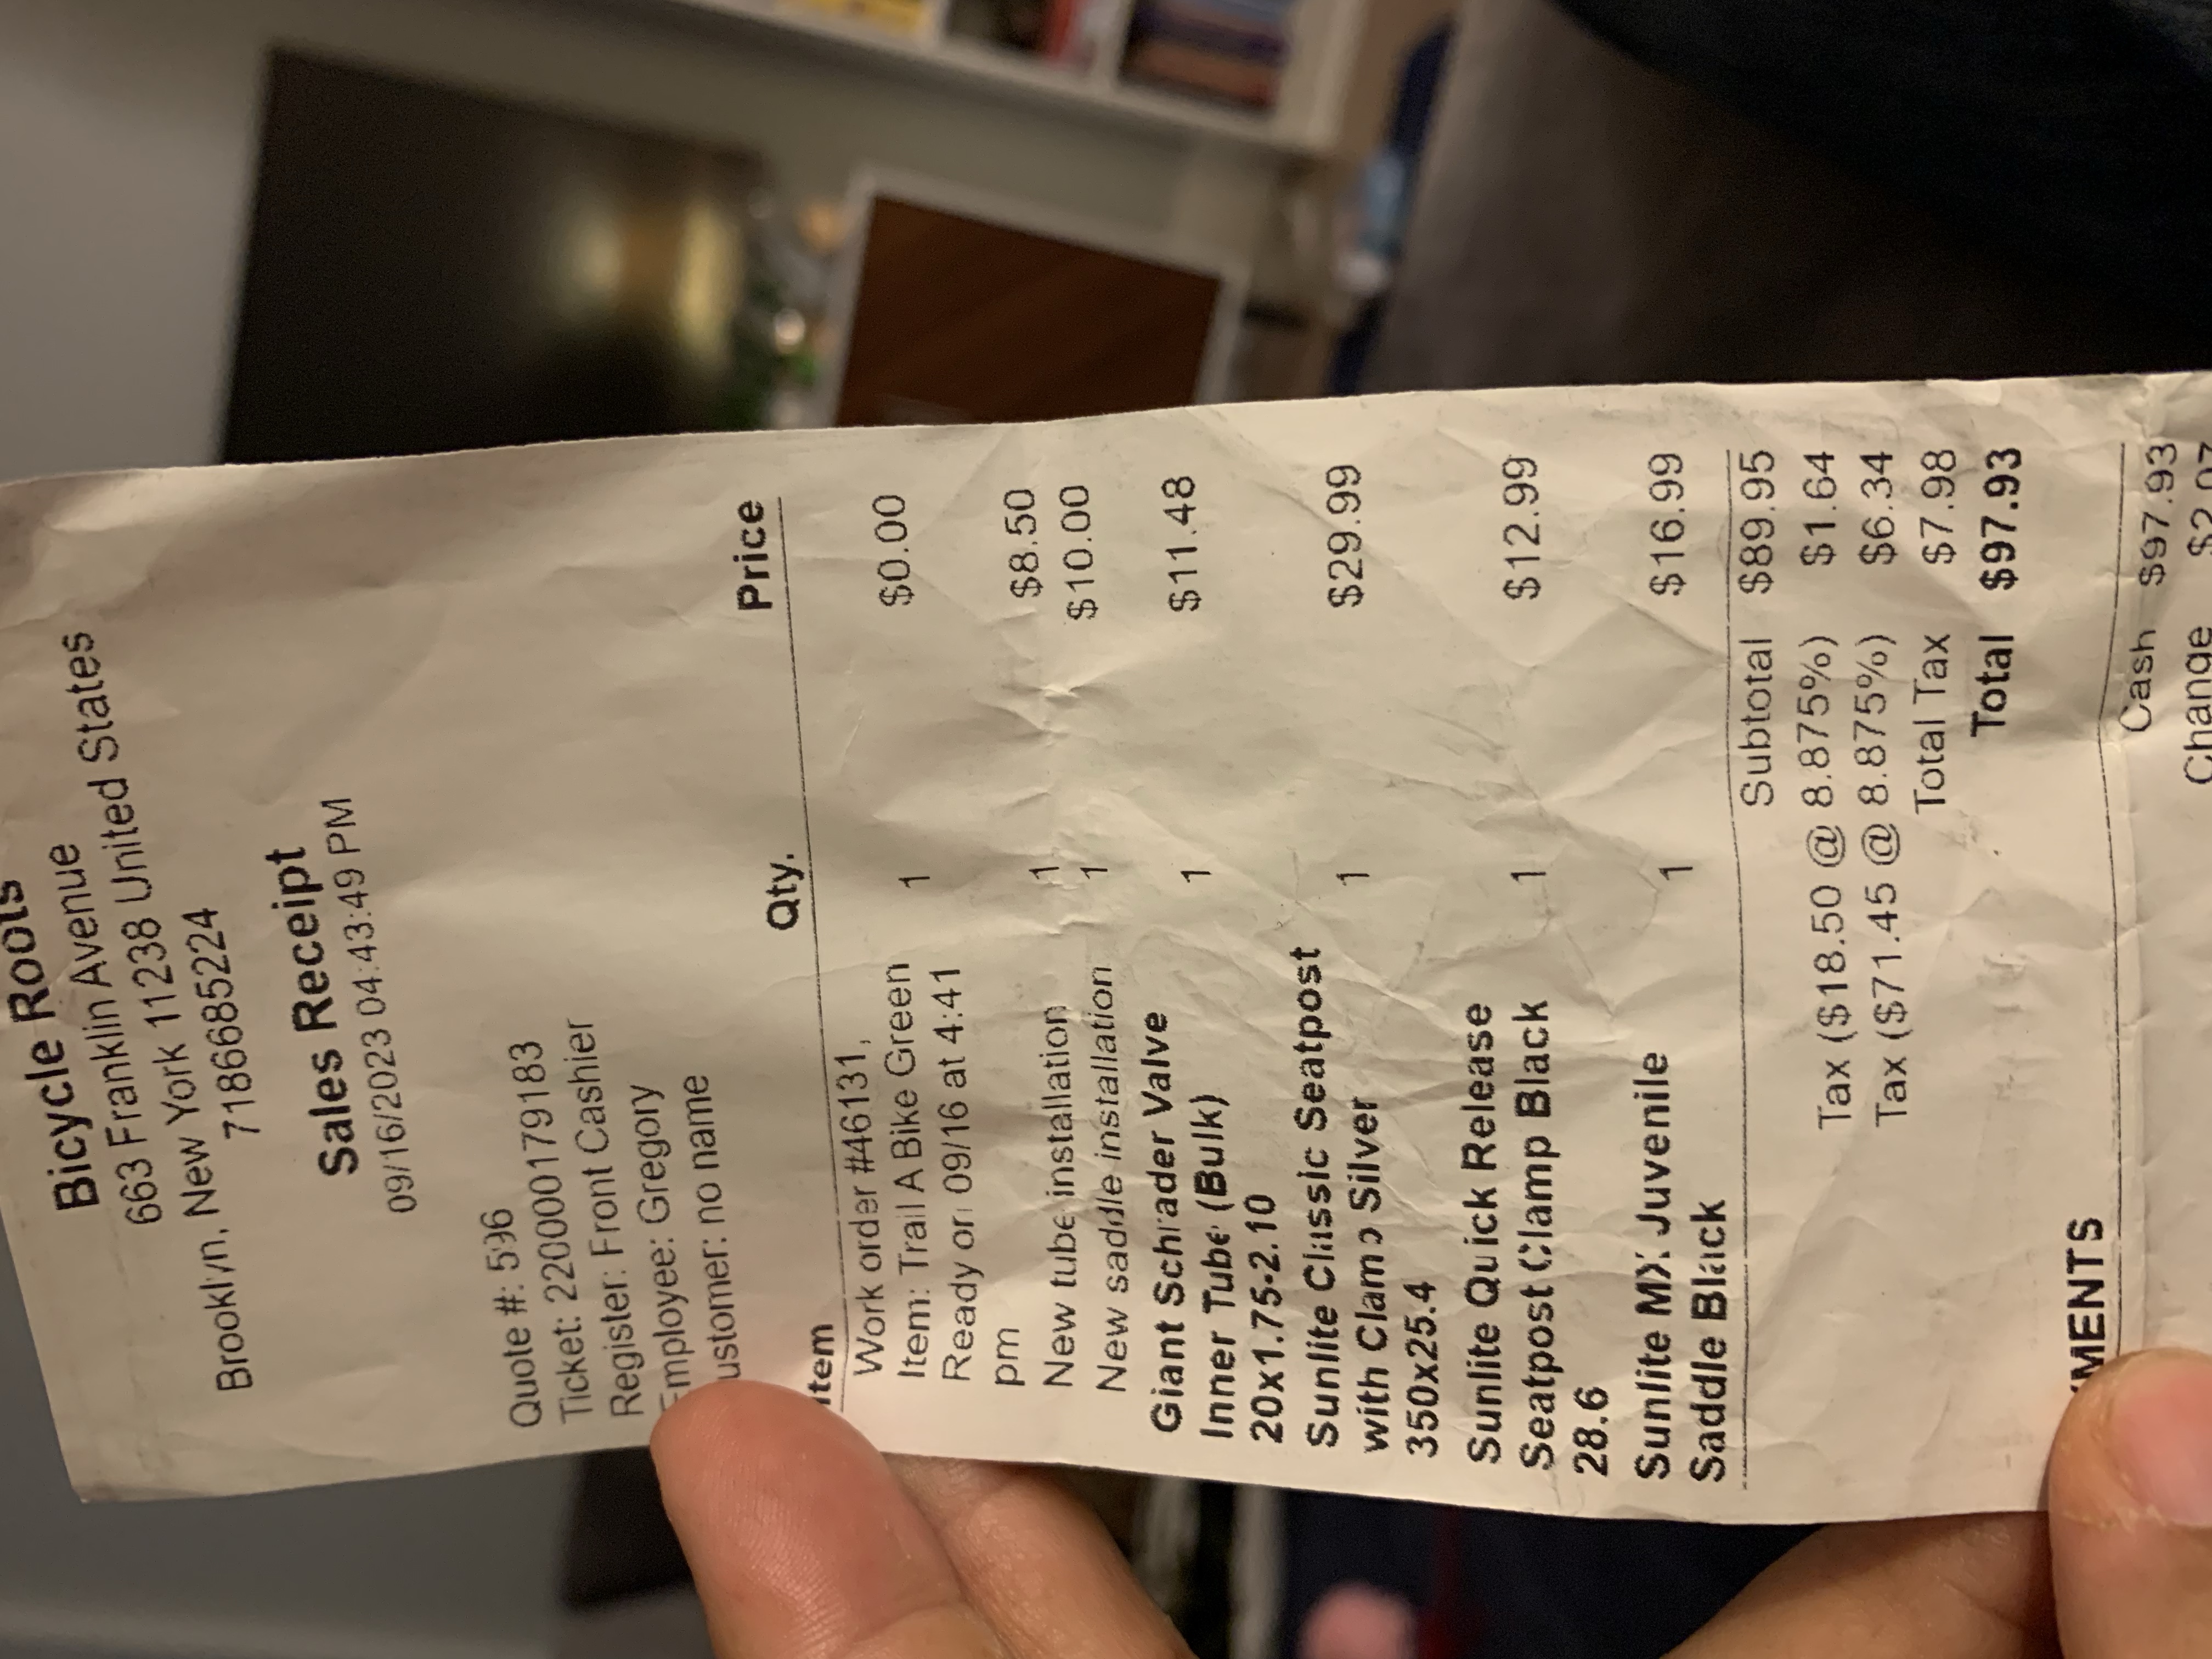 Bicycle Roots
663 Franklin Avenue
Brooklyn, New York 11238 United States
7186685224
Sales Receipt
09/16/2023 04:43:49 PM
Quote #: 596
Ticket: 220000179183
Register: Front Cashier
Employee: Gregory
ustomer: no name
Item Qty. Price
Work order #46131,
Item: Trail A Bike Green 1 $0.00
Ready on 09/16 at 4:41
pm
New tube installation 1 $8.50
New saddle installation 1 $10.00
Giant Schrader Valve
Inner Tube (Bulk) 1 $11.48
20x1.75-2.10
Sunlite Classic Seatpost
with Clamp Silver 1 $29.99
350x25.4
Sunlite Quick Release
Seatpost Clamp Black 1 $12.99
28.6
Sunlite MX Juvenile
Saddle Black 1 $16.99
Subtotal $89.95
Tax ($18.50 @ 8.875%) $1.64
Tax ($71.45 @ 8.875%) $6.34
Total Tax $7.98
Total $97.93
MENTS
Cash $97.93
Change $2.07